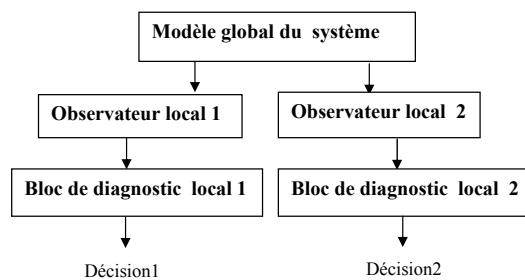 Modèle global du système
Observateur local 1
Observateur local 2
Bloc de diagnostic local 1
Bloc de diagnostic local 2
Décision1
Décision2